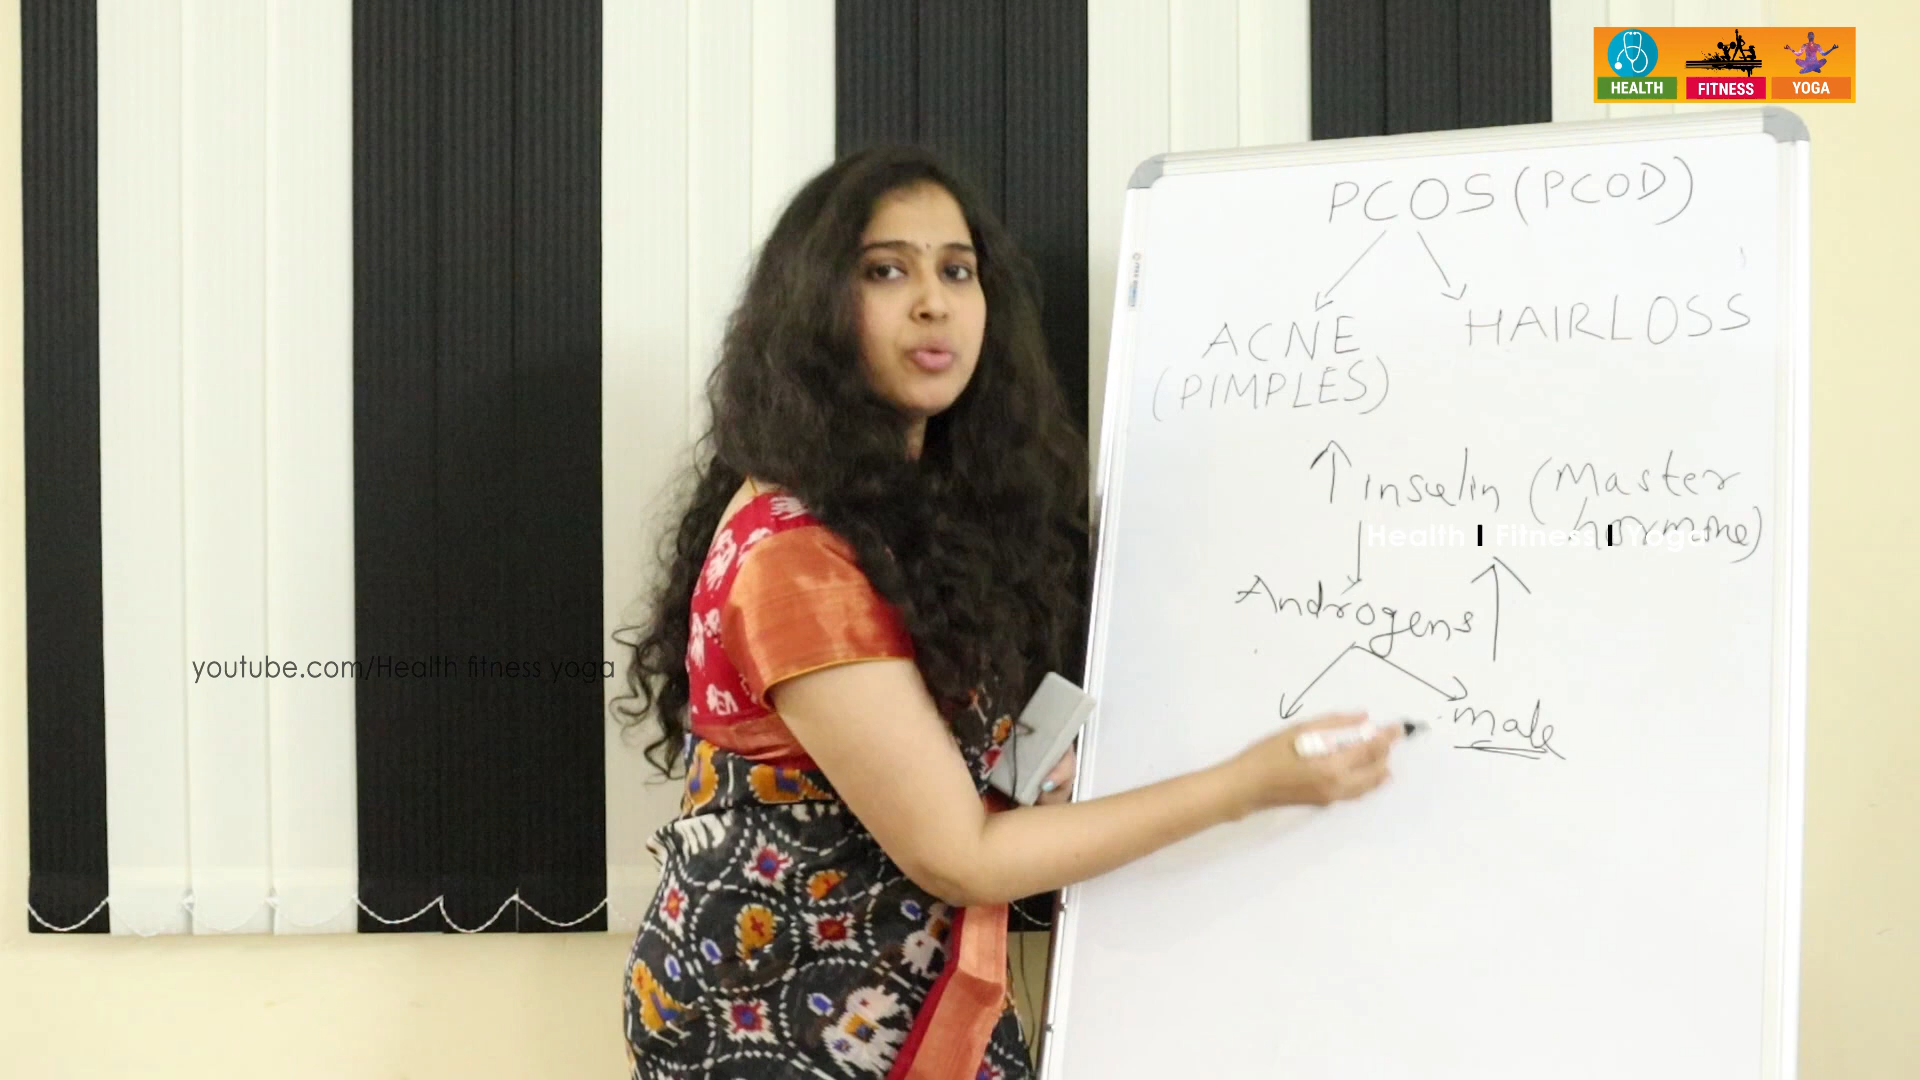 HEALTH FITNESS YOGA
PCOS (PCOD)
ACNE HAIRLOSS
(PIMPLES)
↑ insulin (Master
hormone)
Health I Fitness I Yoga
Androgens ↑
youtube.com/Health fitness yoga
male